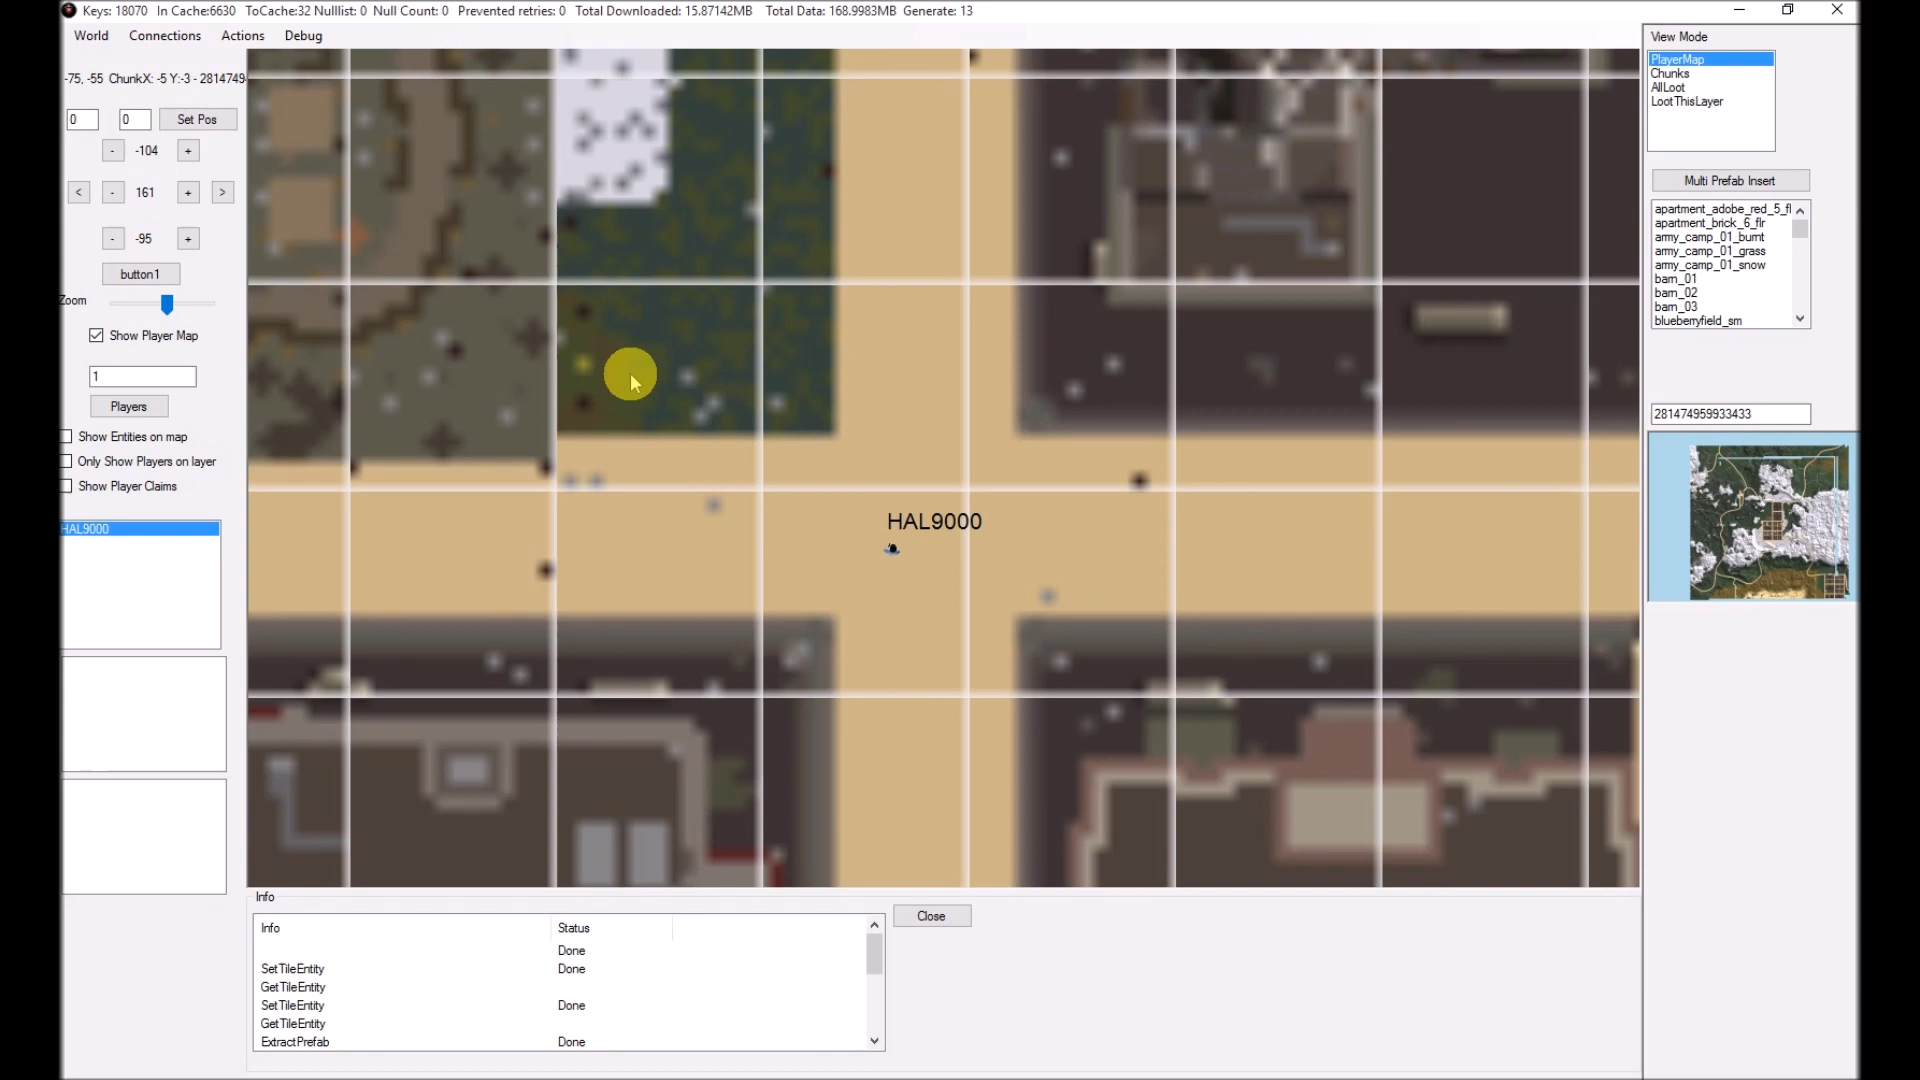 Keys: 18070 In Cache:6630 ToCache:32 Nulllist: 0 Null Count: 0 Prevented retries: 0 Total Downloaded: 15.87142MB Total Data: 168.9983MB Generate: 13
World Connections Actions Debug
-75, -55 ChunkX: -5 Y:-3 - 28147494
0 0 Set Pos
- -104 +
< - 161 + >
- -95 +
button1
Zoom
Show Player Map
1
Players
Show Entities on map
Only Show Players on layer
Show Player Claims
HAL9000
HAL9000
View Mode
PlayerMap
Chunks
AllLoot
LootThisLayer
Multi Prefab Insert
apartment_adobe_red_5_fl
apartment_brick_6_flr
army_camp_01_burnt
army_camp_01_grass
army_camp_01_snow
barn_01
barn_02
barn_03
blueberryfield_sm
281474959933433
Info
Close
Info Status
Done
SetTileEntity Done
GetTileEntity
SetTileEntity Done
GetTileEntity
ExtractPrefab Done